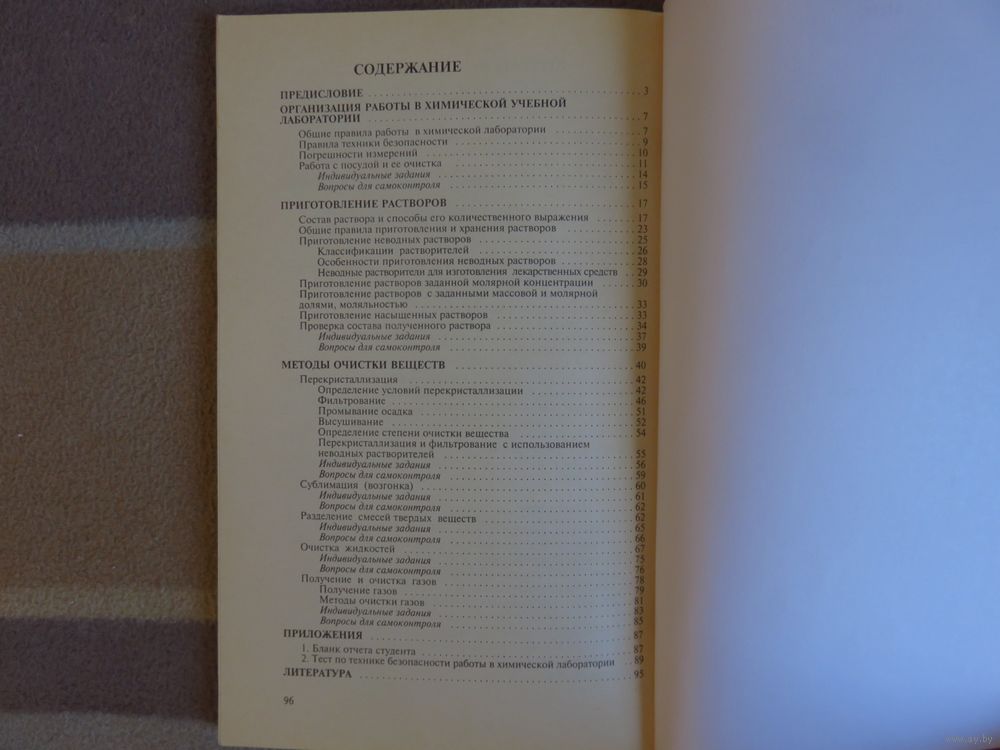 СОДЕРЖАНИЕ
ПРЕДИСЛОВИЕ 3
ОРГАНИЗАЦИЯ РАБОТЫ В ХИМИЧЕСКОЙ УЧЕБНОЙ
ЛАБОРАТОРИИ 7
Общие правила работы в химической лаборатории 7
Правила техники безопасности 9
Погрешности измерений 10
Работа с посудой и ее очистка 11
Индивидуальные задания 14
Вопросы для самоконтроля 15
ПРИГОТОВЛЕНИЕ РАСТВОРОВ 17
Состав раствора и способы его количественного выражения 17
Общие правила приготовления и хранения растворов 23
Приготовление неводных растворов 25
Классификации растворителей 26
Особенности приготовления неводных растворов 28
Неводные растворители для изготовления лекарственных средств 29
Приготовление растворов заданной молярной концентрации 30
Приготовление растворов с заданными массовой и молярной
долями, моляльностью 33
Приготовление насыщенных растворов 33
Проверка состава полученного раствора 34
Индивидуальные задания 37
Вопросы для самоконтроля 39
МЕТОДЫ ОЧИСТКИ ВЕЩЕСТВ 40
Перекристаллизация 42
Определение условий перекристаллизации 42
Фильтрование 46
Промывание осадка 51
Высушивание 52
Определение степени очистки вещества 54
Перекристаллизация и фильтрование с использованием
неводных растворителей 55
Индивидуальные задания 56
Вопросы для самоконтроля 59
Сублимация (возгонка) 60
Индивидуальные задания 61
Вопросы для самоконтроля 62
Разделение смесей твердых веществ 62
Индивидуальные задания 65
Вопросы для самоконтроля 66
Очистка жидкостей 67
Индивидуальные задания 75
Вопросы для самоконтроля 76
Получение и очистка газов 78
Получение газов 79
Методы очистки газов 81
Индивидуальные задания 83
Вопросы для самоконтроля 85
ПРИЛОЖЕНИЯ 87
1. Бланк отчета студента 87
2. Тест по технике безопасности работы в химической лаборатории 89
ЛИТЕРАТУРА 95
96
www.ay.by